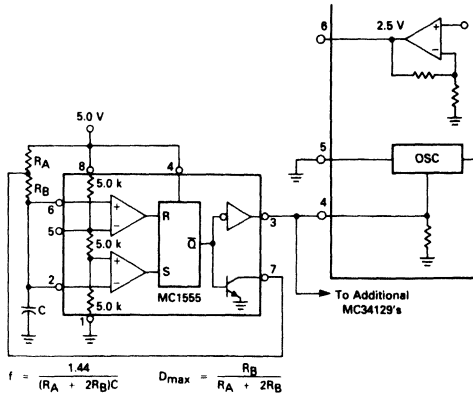 6
2.5 V
+
−
5.0 V
RA
RB
8
4
5
OSC
5.0 k
6
+
−
R
Q
3
4
5
5.0 k
+
−
S
2
7
MC1555
C
5.0 k
1
To Additional
MC34129's
f = 1.44 / (RA + 2RB)C
Dmax = RB / RA + 2RB